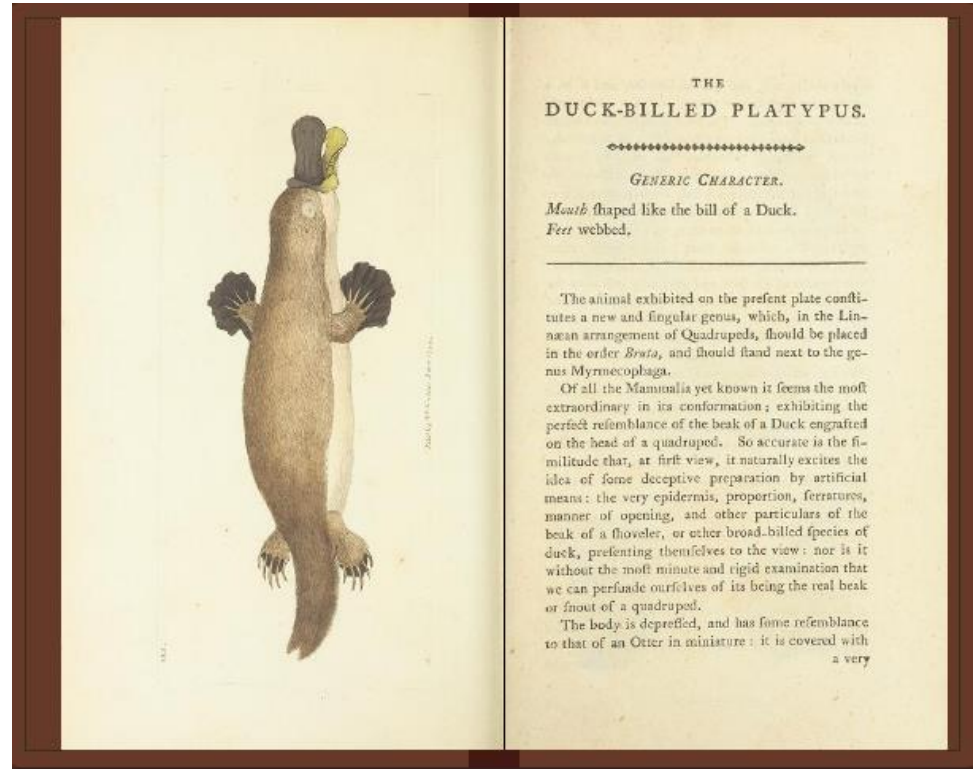 THE
DUCK-BILLED PLATYPUS.
GENERIC CHARACTER.
Mouth ſhaped like the bill of a Duck.
Feet webbed.
The animal exhibited on the preſent plate conſti-
tutes a new and ſingular genus, which, in the Lin-
næan arrangement of Quadrupeds, ſhould be placed
in the order Bruta, and ſhould ſtand next to the ge-
nus Myrmecophaga.
Of all the Mammalia yet known it ſeems the moſt
extraordinary in its conformation; exhibiting the
perfect reſemblance of the beak of a Duck engrafted
on the head of a quadruped. So accurate is the ſi-
militude that, at firſt view, it naturally excites the
idea of ſome deceptive preparation by artificial
means: the very epidermis, proportion, ſerratures,
manner of opening, and other particulars of the
beak of a ſhoveler, or other broad-billed ſpecies of
duck, preſenting themſelves to the view: nor is it
without the moſt minute and rigid examination that
we can perſuade ourſelves of its being the real beak
or ſnout of a quadruped.
The body is depreſſed, and has ſome reſemblance
to that of an Otter in miniature: it is covered with
a very